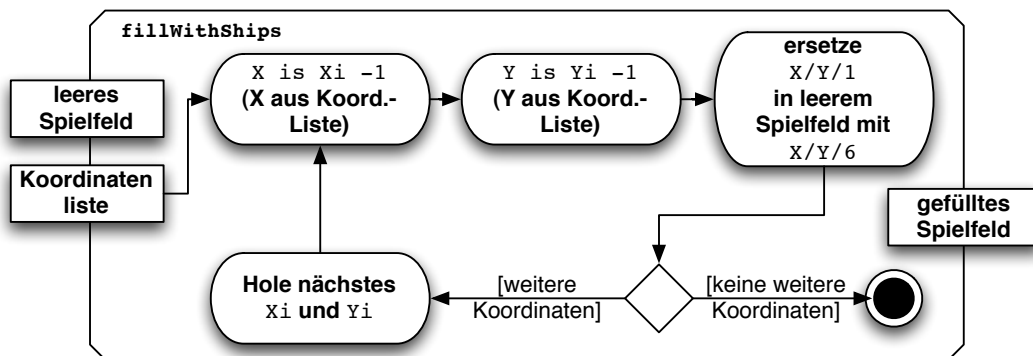 fillWithShips
leeres
Spielfeld
Koordinaten
liste
X is Xi -1
(X aus Koord.-
Liste)
Y is Yi -1
(Y aus Koord.-
Liste)
ersetze
X/Y/1
in leerem
Spielfeld mit
X/Y/6
gefülltes
Spielfeld
Hole nächstes
Xi und Yi
[weitere
Koordinaten]
[keine weitere
Koordinaten]